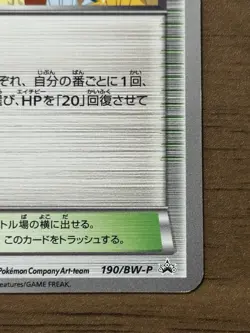 ぞれ、自分の番ごとに1回、
び、HPを「20」回復させて
トル場の横に出せる。
このカードをトラッシュする。
Pokémon Company Art-team 190/BW-P
eatures/GAME FREAK.